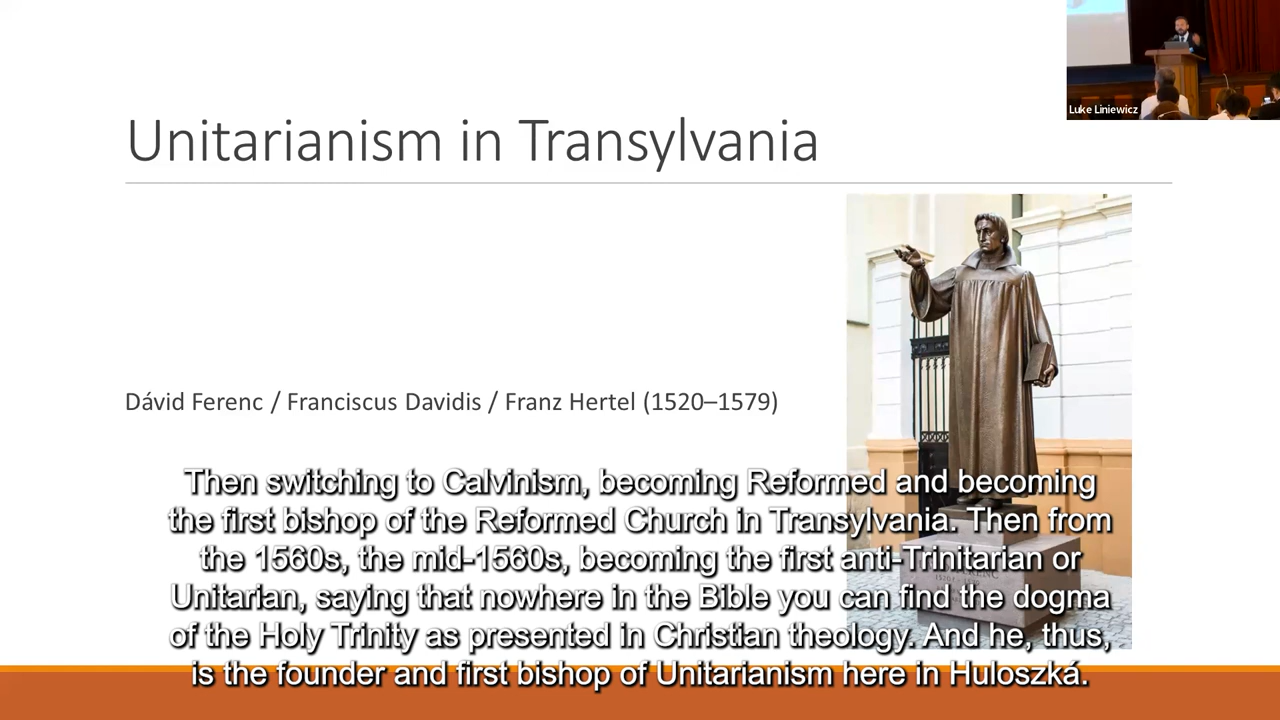 Luke Liniewicz
Unitarianism in Transylvania
Dávid Ferenc / Franciscus Davidis / Franz Hertel (1520–1579)
Then switching to Calvinism, becoming Reformed and becoming
the first bishop of the Reformed Church in Transylvania. Then from
the 1560s, the mid-1560s, becoming the first anti-Trinitarian or
Unitarian, saying that nowhere in the Bible you can find the dogma
of the Holy Trinity as presented in Christian theology. And he, thus,
is the founder and first bishop of Unitarianism here in Huloszká.